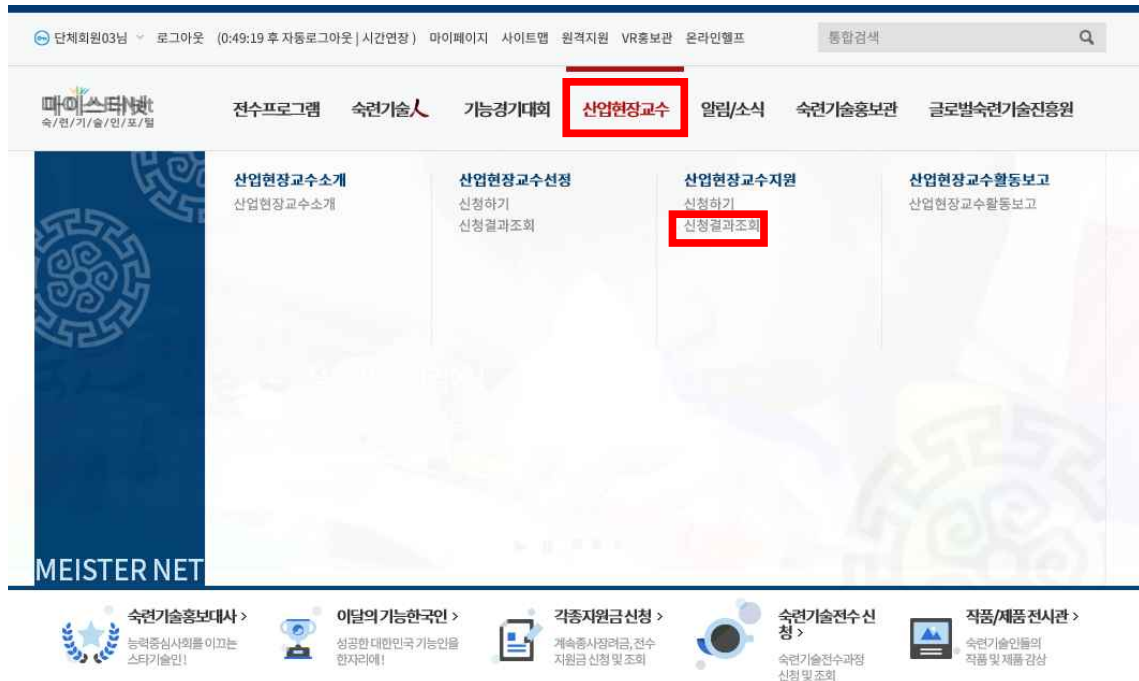 단체회원03님 로그아웃 (0:49:19 후 자동로그아웃 | 시간연장 ) 마이페이지 사이트맵 원격지원 VR홍보관 온라인헬프 통합검색
마이스터넷
숙/련/기/술/인/포/털
전수프로그램 숙련기술人 기능경기대회 산업현장교수 알림/소식 숙련기술홍보관 글로벌숙련기술진흥원
산업현장교수소개 산업현장교수선정 산업현장교수지원 산업현장교수활동보고
산업현장교수소개 신청하기 신청하기 산업현장교수활동보고
신청결과조회 신청결과조회
MEISTER NET
숙련기술홍보대사 >
능력중심사회를 이끄는
스타기술인!
이달의 기능한국인 >
성공한 대한민국 기능인을
한자리에!
각종지원금 신청 >
계속종사장려금, 전수
지원금 신청 및 조회
숙련기술전수 신
청 >
숙련기술전수과정
신청 및 조회
작품/제품 전시관 >
숙련기술인들의
작품 및 제품 감상